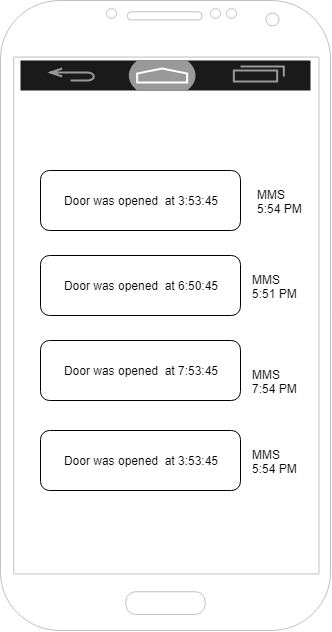 Door was opened  at 3:53:45
MMS
5:54 PM
Door was opened  at 6:50:45
MMS
5:51 PM
Door was opened  at 7:53:45
MMS
7:54 PM
Door was opened  at 3:53:45
MMS
5:54 PM